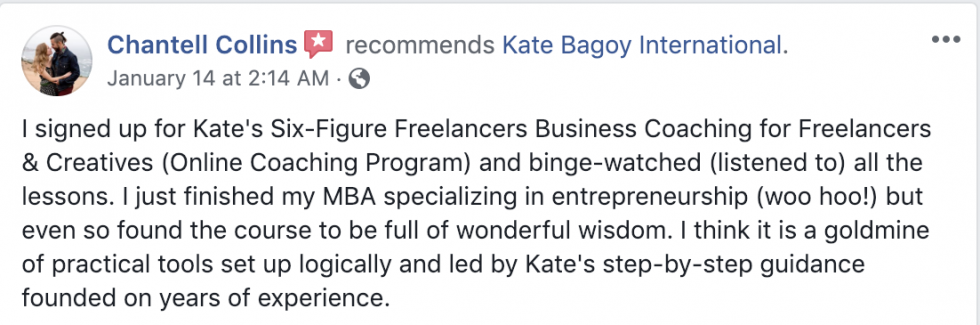 Chantell Collins recommends Kate Bagoy International.
January 14 at 2:14 AM ·
I signed up for Kate's Six-Figure Freelancers Business Coaching for Freelancers
& Creatives (Online Coaching Program) and binge-watched (listened to) all the
lessons. I just finished my MBA specializing in entrepreneurship (woo hoo!) but
even so found the course to be full of wonderful wisdom. I think it is a goldmine
of practical tools set up logically and led by Kate's step-by-step guidance
founded on years of experience.